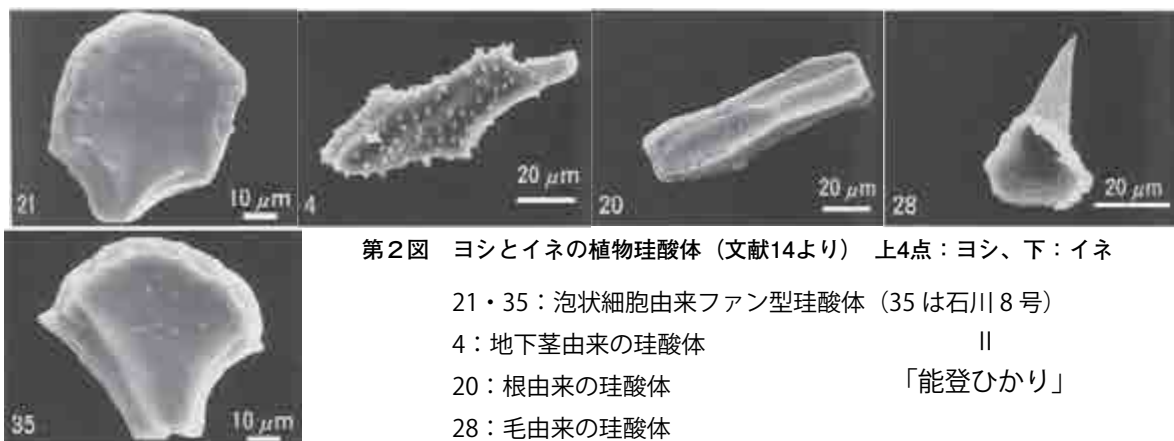 21
10 μm
4
20 μm
20
20 μm
28
20 μm
35
10 μm
第2図 ヨシとイネの植物珪酸体（文献14より） 上4点：ヨシ、下：イネ
21・35：泡状細胞由来ファン型珪酸体（35 は石川 8 号）
4：地下茎由来の珪酸体
||
20：根由来の珪酸体
「能登ひかり」
28：毛由来の珪酸体